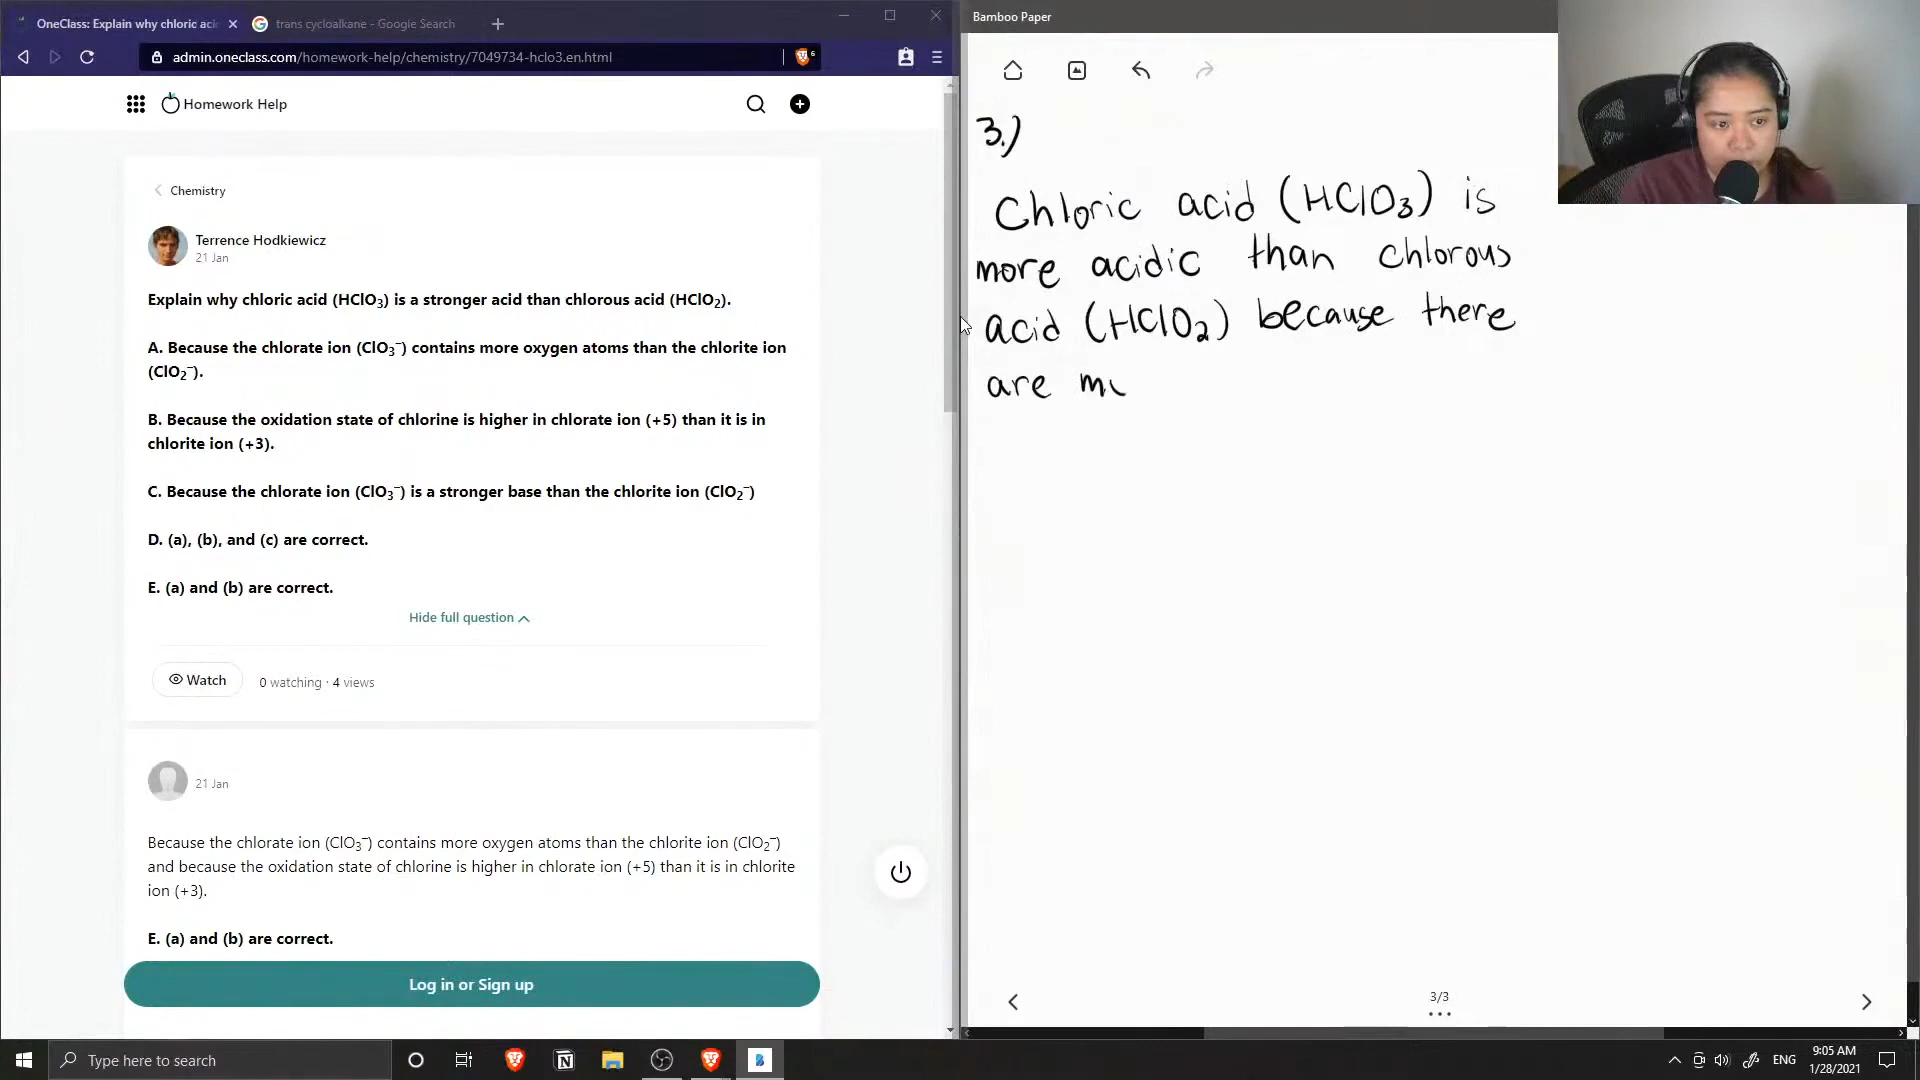 OneClass: Explain why chloric aci
trans cycloalkane - Google Search
Bamboo Paper
admin.oneclass.com/homework-help/chemistry/7049734-hclo3.en.html
6
Homework Help
Chemistry
Terrence Hodkiewicz
21 Jan
Explain why chloric acid (HClO₃) is a stronger acid than chlorous acid (HClO₂).
A. Because the chlorate ion (ClO₃⁻) contains more oxygen atoms than the chlorite ion
(ClO₂⁻).
B. Because the oxidation state of chlorine is higher in chlorate ion (+5) than it is in
chlorite ion (+3).
C. Because the chlorate ion (ClO₃⁻) is a stronger base than the chlorite ion (ClO₂⁻)
D. (a), (b), and (c) are correct.
E. (a) and (b) are correct.
Hide full question
Watch
0 watching · 4 views
21 Jan
Because the chlorate ion (ClO₃⁻) contains more oxygen atoms than the chlorite ion (ClO₂⁻)
and because the oxidation state of chlorine is higher in chlorate ion (+5) than it is in chlorite
ion (+3).
E. (a) and (b) are correct.
Log in or Sign up
3.)
Chloric acid (HClO₃) is
more acidic than chlorous
acid (HClO₂) because there
are mo
3/3
Type here to search
N
ENG
9:05 AM
1/28/2021